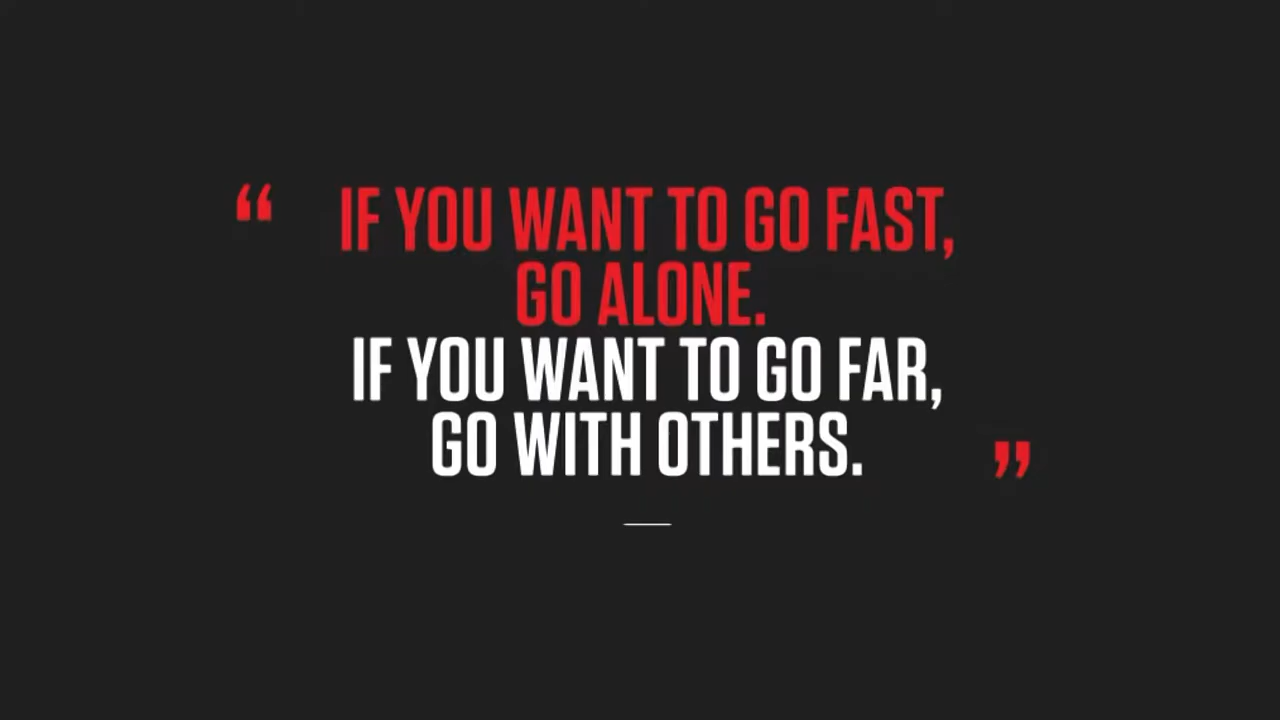 “ IF YOU WANT TO GO FAST,
GO ALONE.
IF YOU WANT TO GO FAR,
GO WITH OTHERS. ”